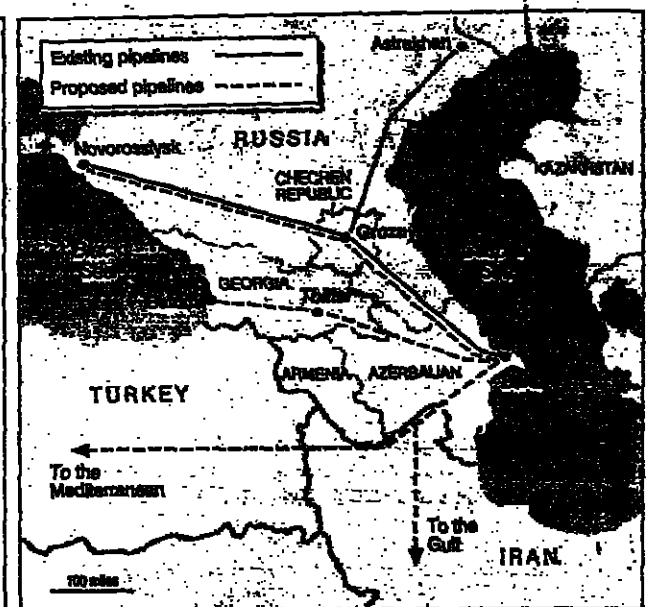 Existing pipelines
Proposed pipelines
Astrakhan
Novorossiysk
RUSSIA
KAZAKHSTAN
CHECHEN
REPUBLIC
Grozny
GEORGIA
Tbilisi
ARMENIA
AZERBAIJAN
TURKEY
To the
Mediterranean
To the
Gulf
IRAN
100 miles